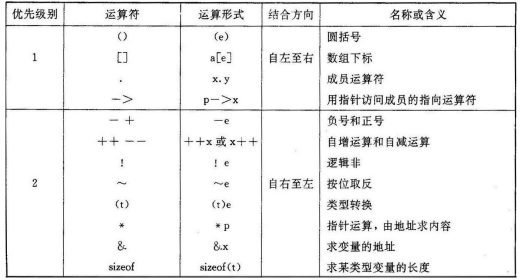 优先级别 运算符 运算形式 结合方向 名称或含义
1 () (e) 自左至右 圆括号
[] a[e] 数组下标
. x.y 成员运算符
—> p—>x 用指针访问成员的指向运算符
2 — + —e 自右至左 负号和正号
++ —— ++x 或 x++ 自增运算和自减运算
! ! e 逻辑非
～ ～e 按位取反
(t) (t)e 类型转换
* *p 指针运算，由地址求内容
& &x 求变量的地址
sizeof sizeof(t) 求某类型变量的长度